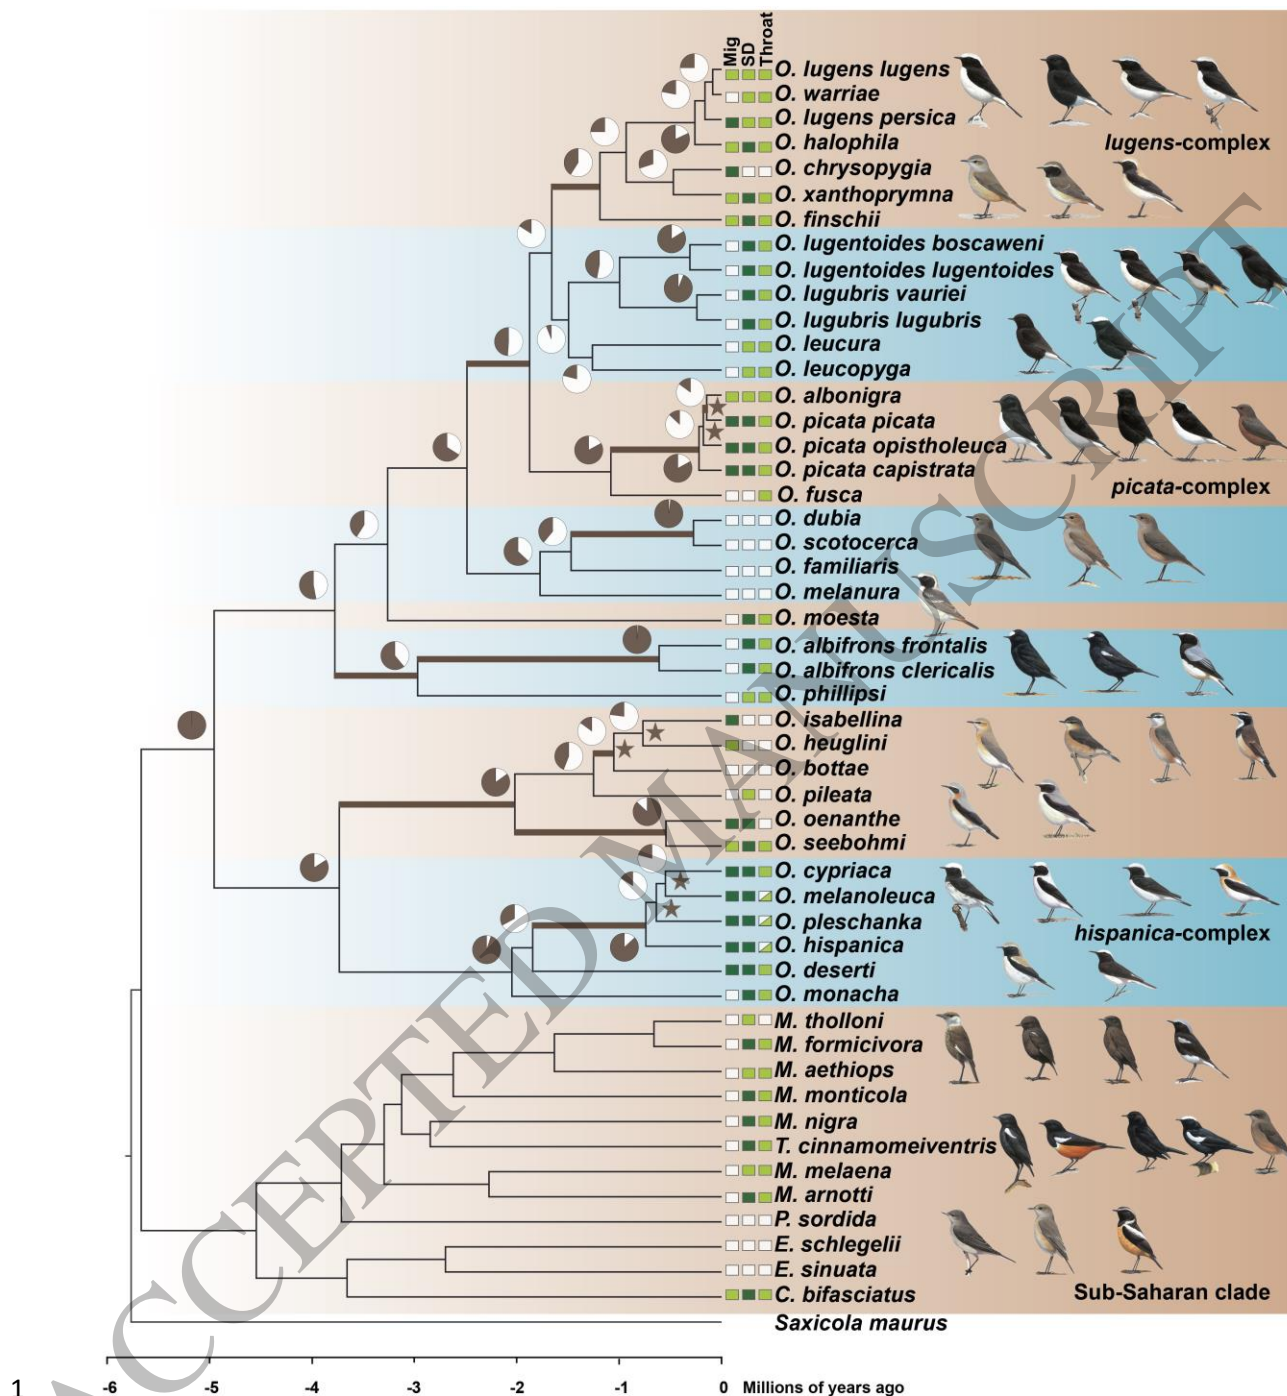 Mig
SD
Throat
O. lugens lugens
O. warriae
O. lugens persica
O. halophila
lugens-complex
O. chrysopygia
O. xanthoprymna
O. finschii
O. lugentoides boscaweni
O. lugentoides lugentoides
O. lugubris vauriei
O. lugubris lugubris
O. leucura
O. leucopyga
O. albonigra
O. picata picata
O. picata opistholeuca
O. picata capistrata
picata-complex
O. fusca
O. dubia
O. scotocerca
O. familiaris
O. melanura
O. moesta
O. albifrons frontalis
O. albifrons clericalis
O. phillipsi
O. isabellina
O. heuglini
O. bottae
O. pileata
O. oenanthe
O. seebohmi
O. cypriaca
O. melanoleuca
O. pleschanka
hispanica-complex
O. hispanica
O. deserti
O. monacha
M. tholloni
M. formicivora
M. aethiops
M. monticola
M. nigra
T. cinnamomeiventris
M. melaena
M. arnotti
P. sordida
E. schlegelii
E. sinuata
C. bifasciatus
Sub-Saharan clade
Saxicola maurus
1
-6 -5 -4 -3 -2 -1 0 Millions of years ago
ACCEPTED MANUSCRIPT